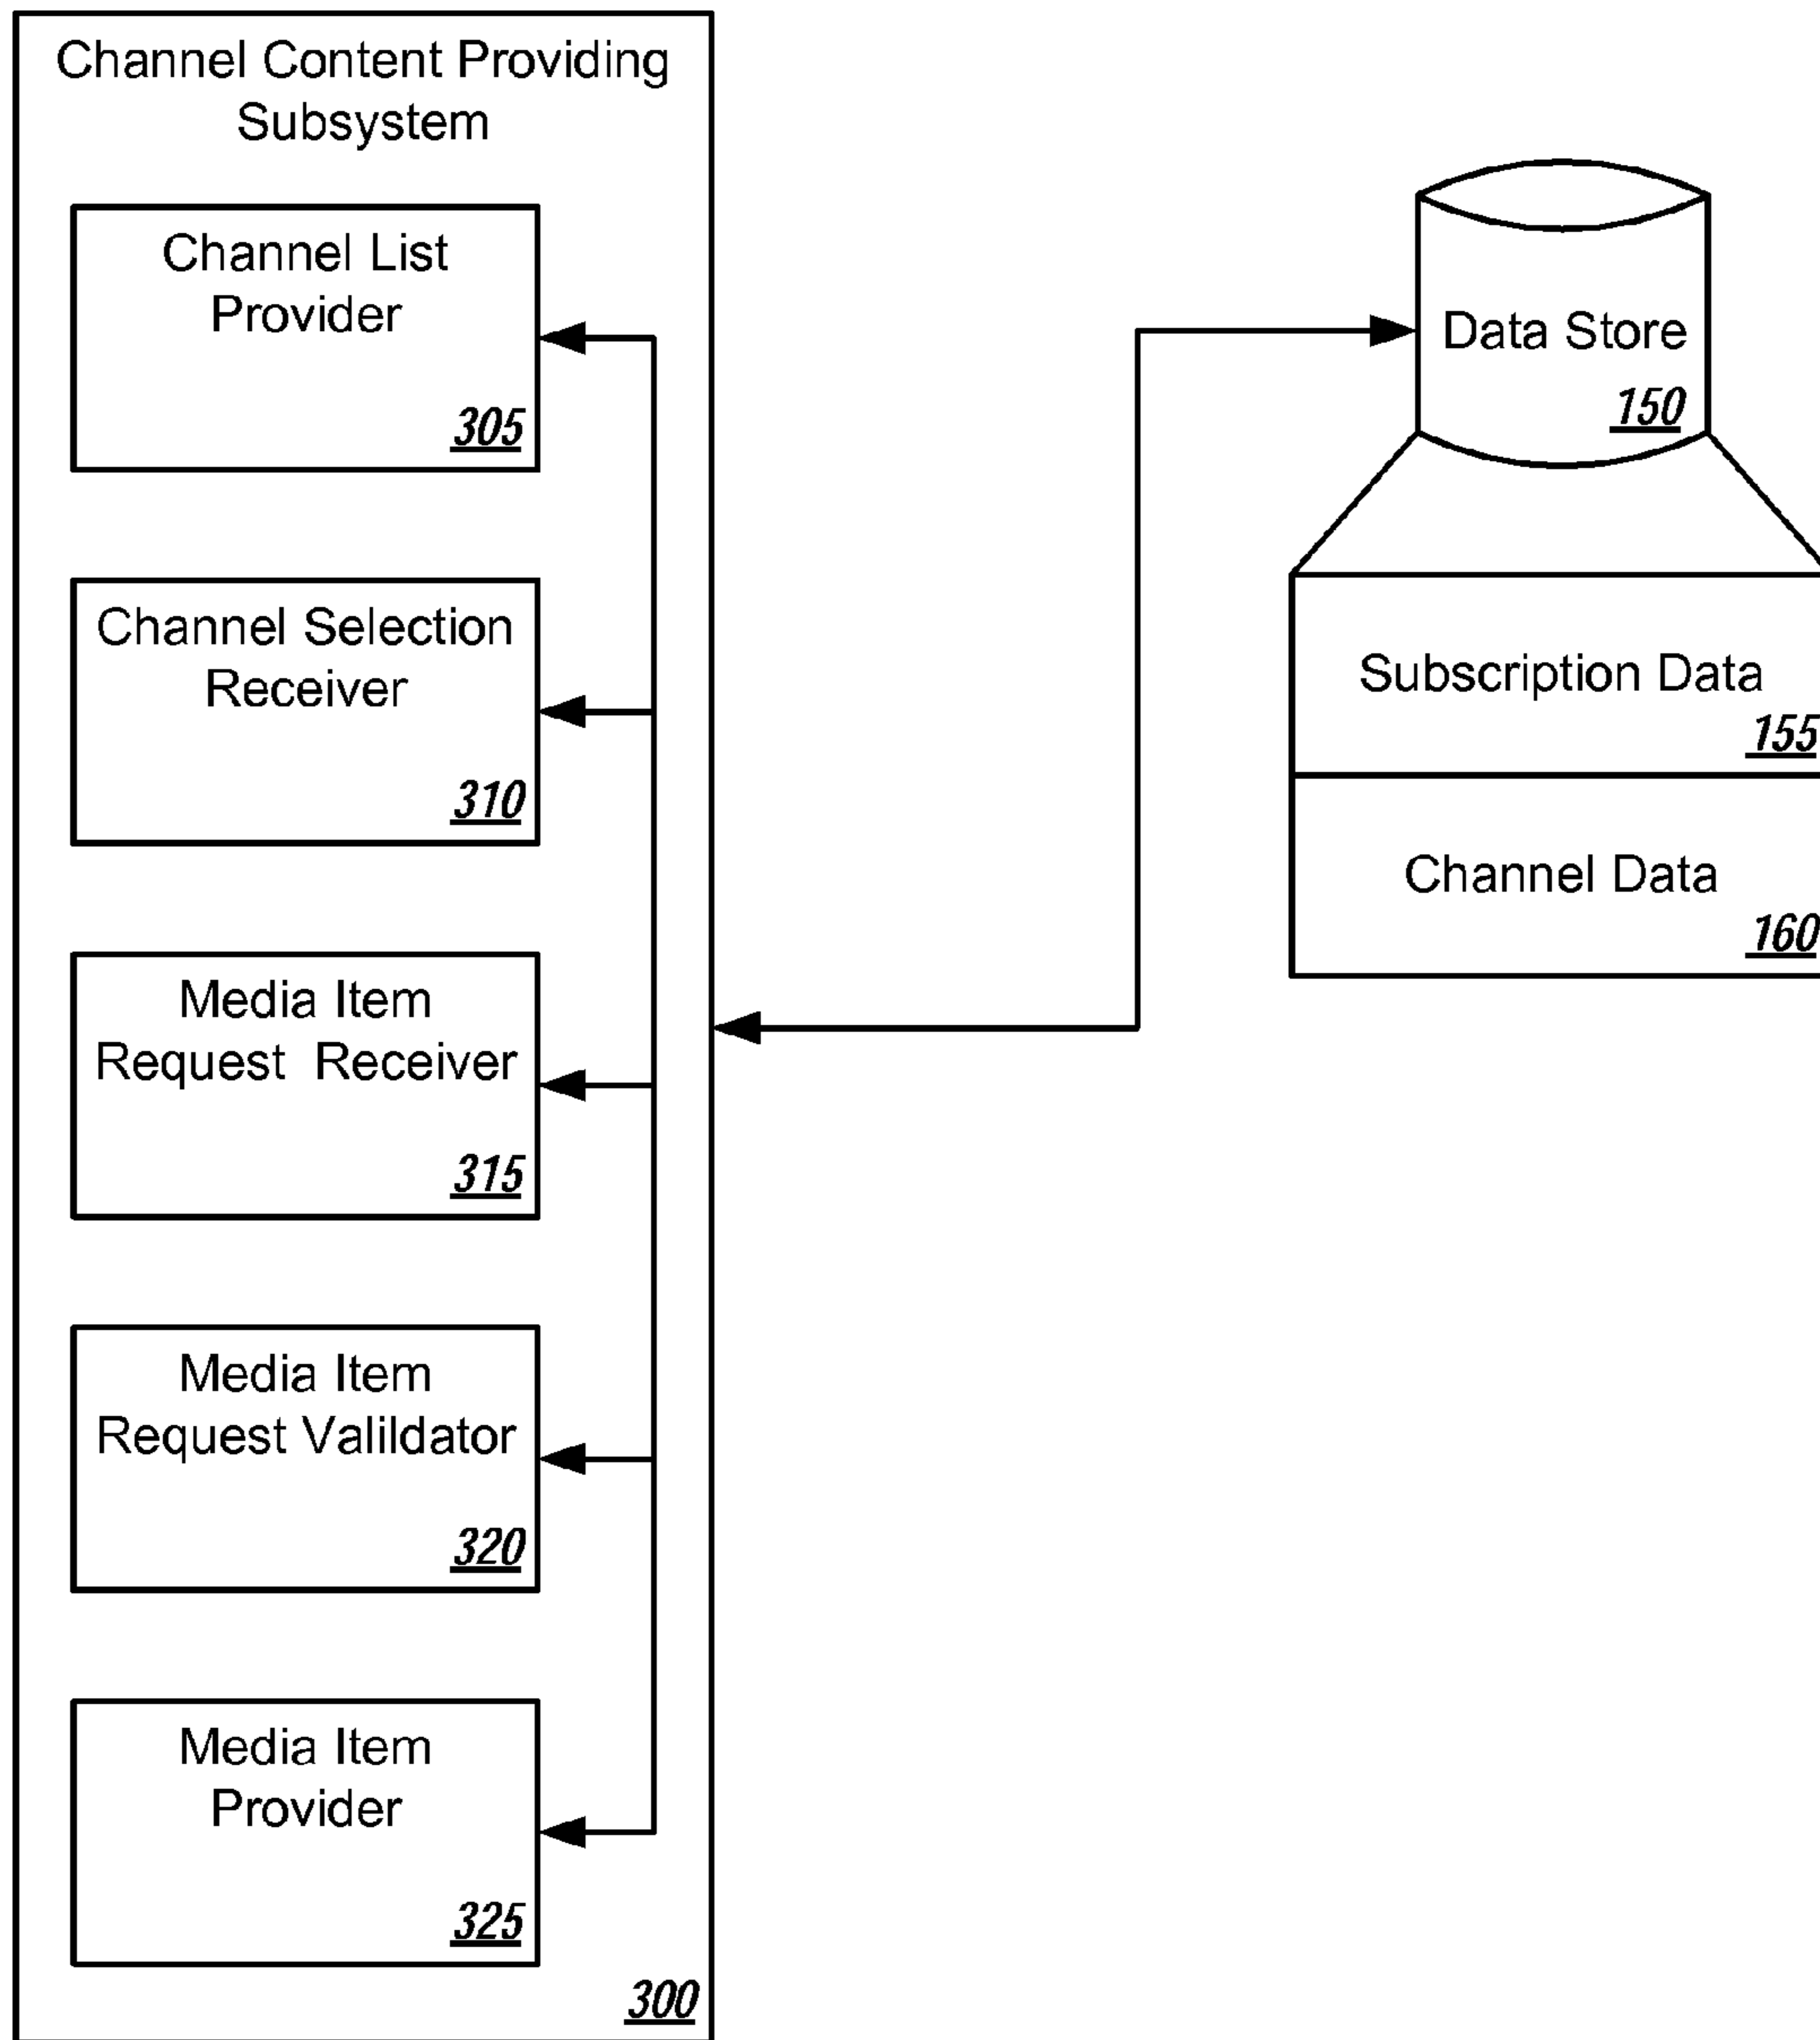 Channel Content Providing
Subsystem
Channel List
Provider
305
Channel Selection
Receiver
310
Media Item
Request Receiver
315
Media Item
Request Valildator
320
Media Item
Provider
325
300
Data Store
150
Subscription Data
155
Channel Data
160